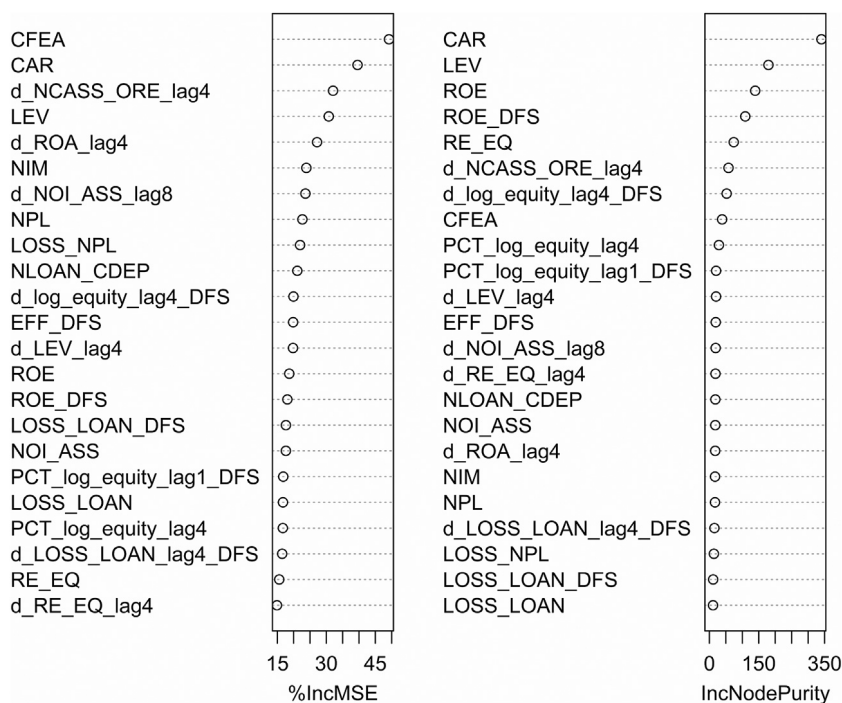 CFEA
CAR
d_NCASS_ORE_lag4
LEV
d_ROA_lag4
NIM
d_NOI_ASS_lag8
NPL
LOSS_NPL
NLOAN_CDEP
d_log_equity_lag4_DFS
EFF_DFS
d_LEV_lag4
ROE
ROE_DFS
LOSS_LOAN_DFS
NOI_ASS
PCT_log_equity_lag1_DFS
LOSS_LOAN
PCT_log_equity_lag4
d_LOSS_LOAN_lag4_DFS
RE_EQ
d_RE_EQ_lag4
15 30 45
%IncMSE
CAR
LEV
ROE
ROE_DFS
RE_EQ
d_NCASS_ORE_lag4
d_log_equity_lag4_DFS
CFEA
PCT_log_equity_lag4
PCT_log_equity_lag1_DFS
d_LEV_lag4
EFF_DFS
d_NOI_ASS_lag8
d_RE_EQ_lag4
NLOAN_CDEP
NOI_ASS
d_ROA_lag4
NIM
NPL
d_LOSS_LOAN_lag4_DFS
LOSS_NPL
LOSS_LOAN_DFS
LOSS_LOAN
0 150 350
IncNodePurity